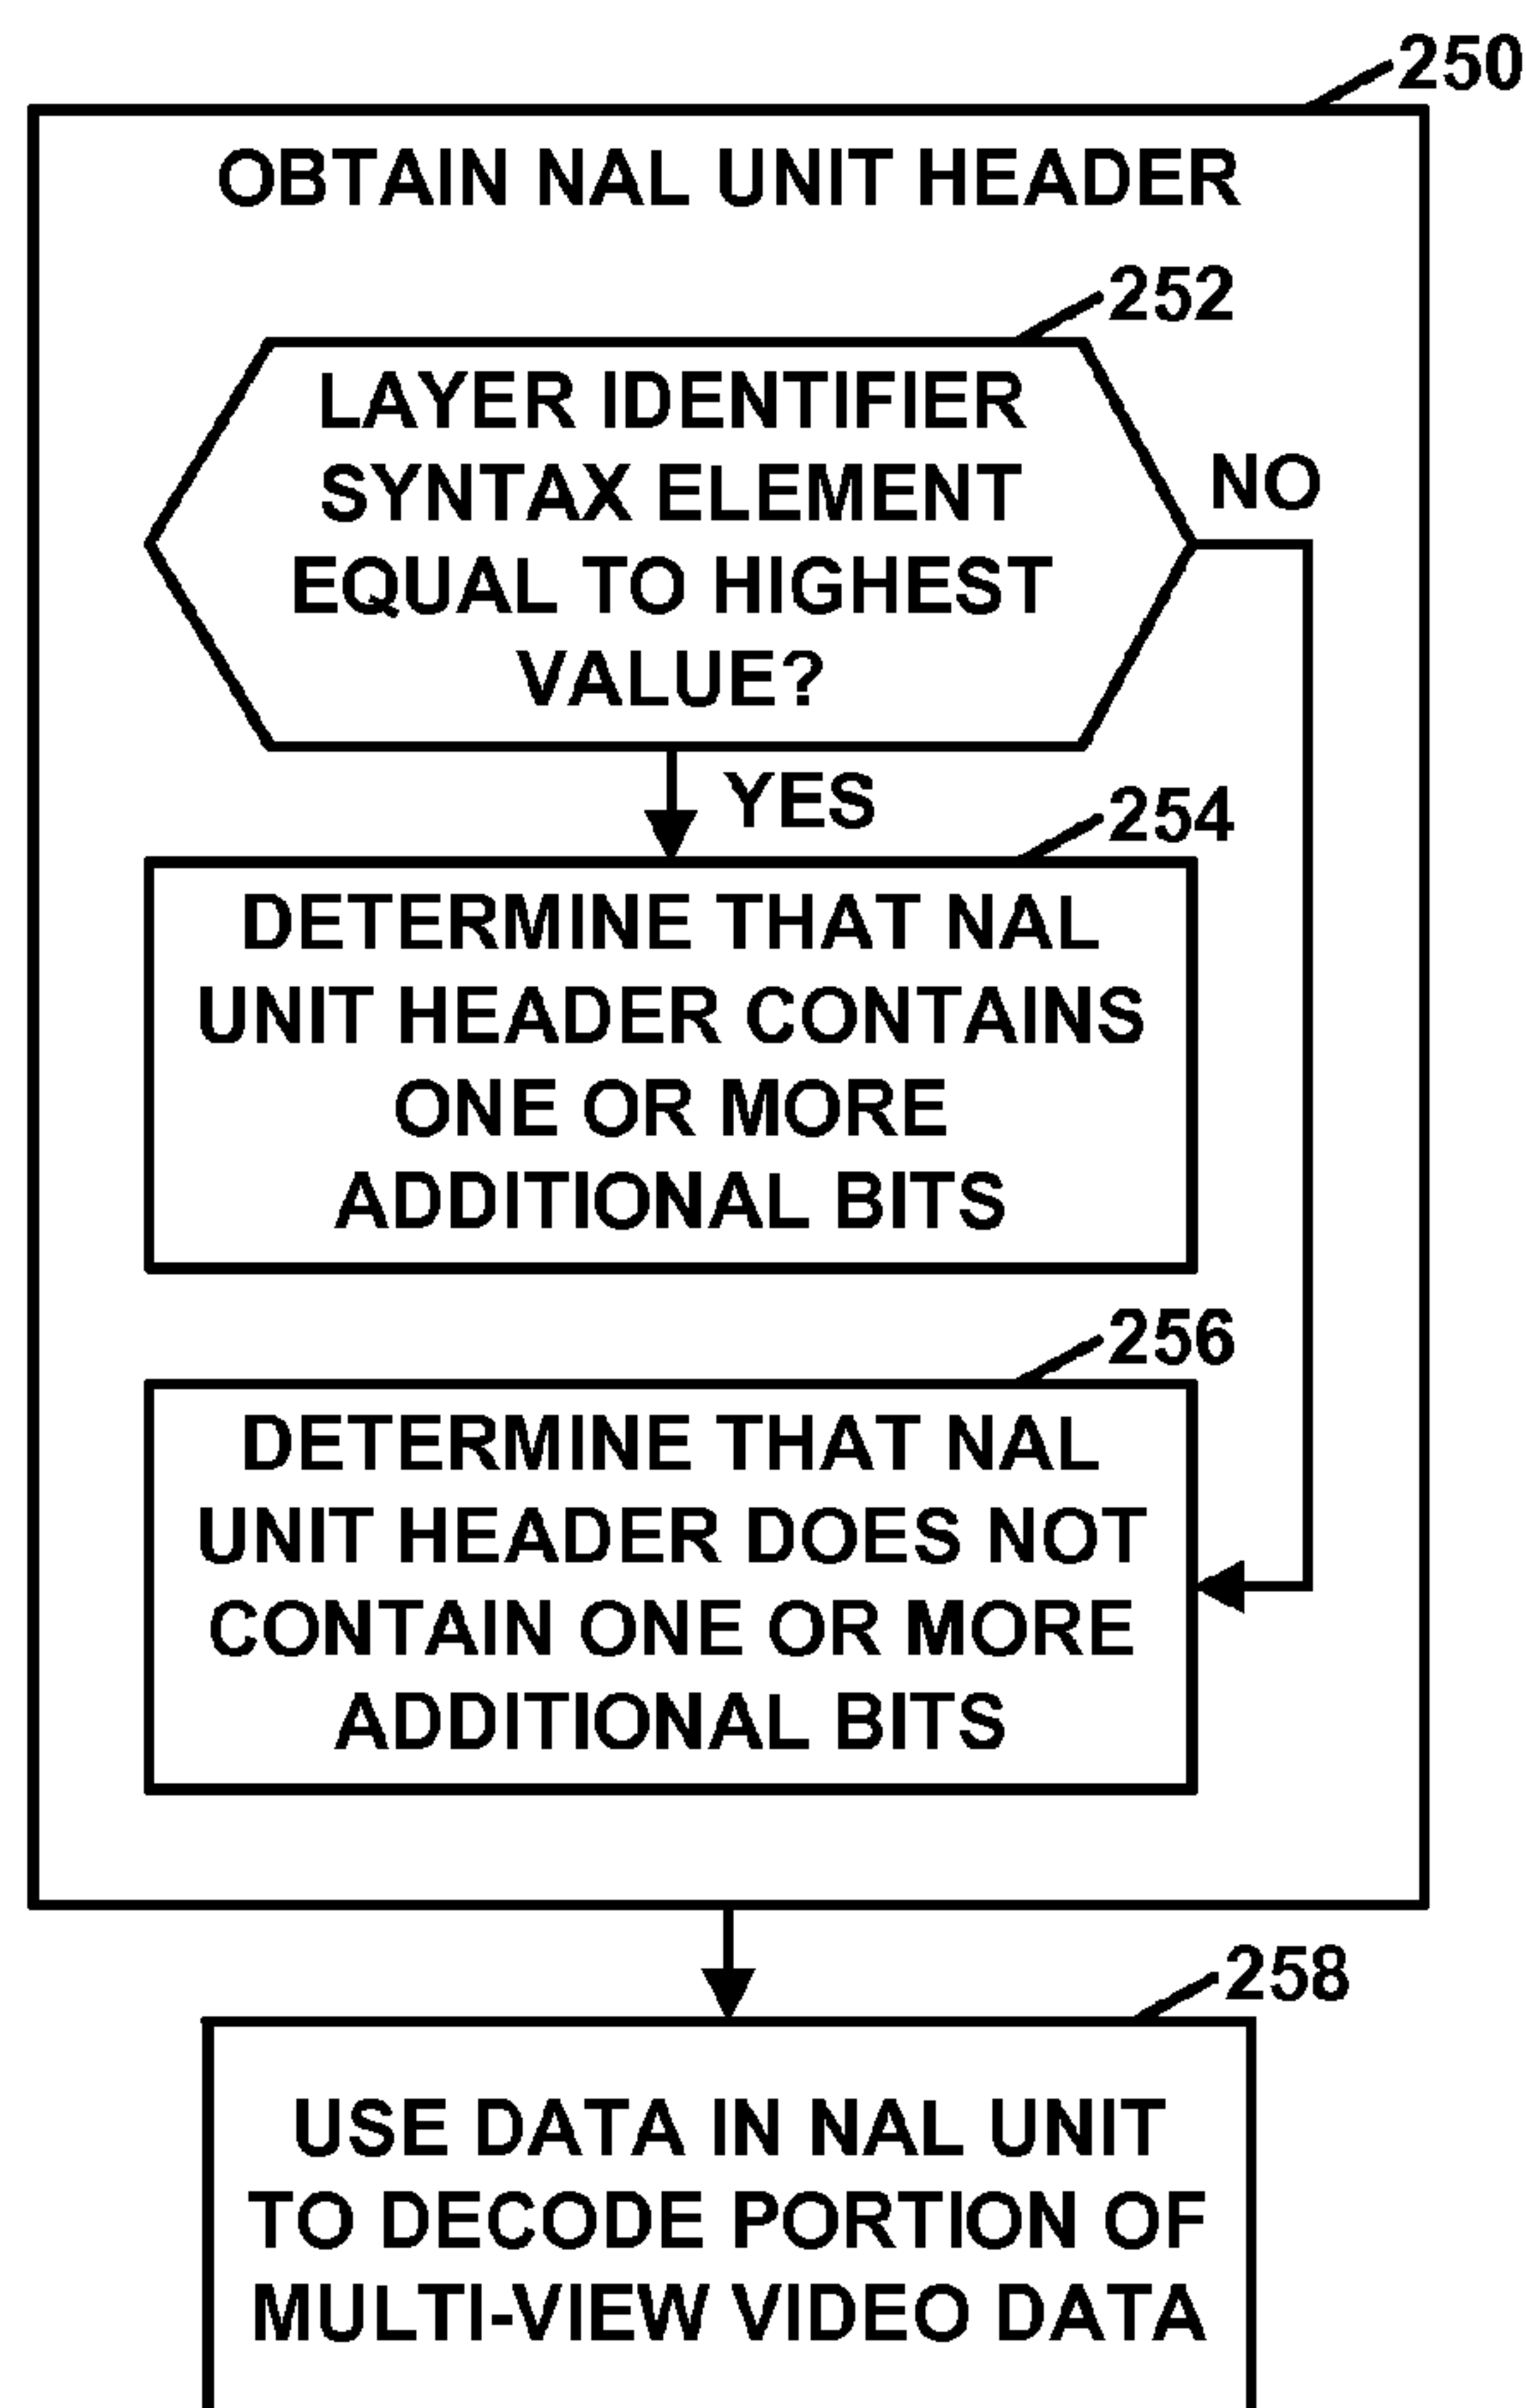 250
OBTAIN NAL UNIT HEADER
252
LAYER IDENTIFIER
SYNTAX ELEMENT
EQUAL TO HIGHEST
VALUE?
NO
YES
254
DETERMINE THAT NAL
UNIT HEADER CONTAINS
ONE OR MORE
ADDITIONAL BITS
256
DETERMINE THAT NAL
UNIT HEADER DOES NOT
CONTAIN ONE OR MORE
ADDITIONAL BITS
258
USE DATA IN NAL UNIT
TO DECODE PORTION OF
MULTI-VIEW VIDEO DATA